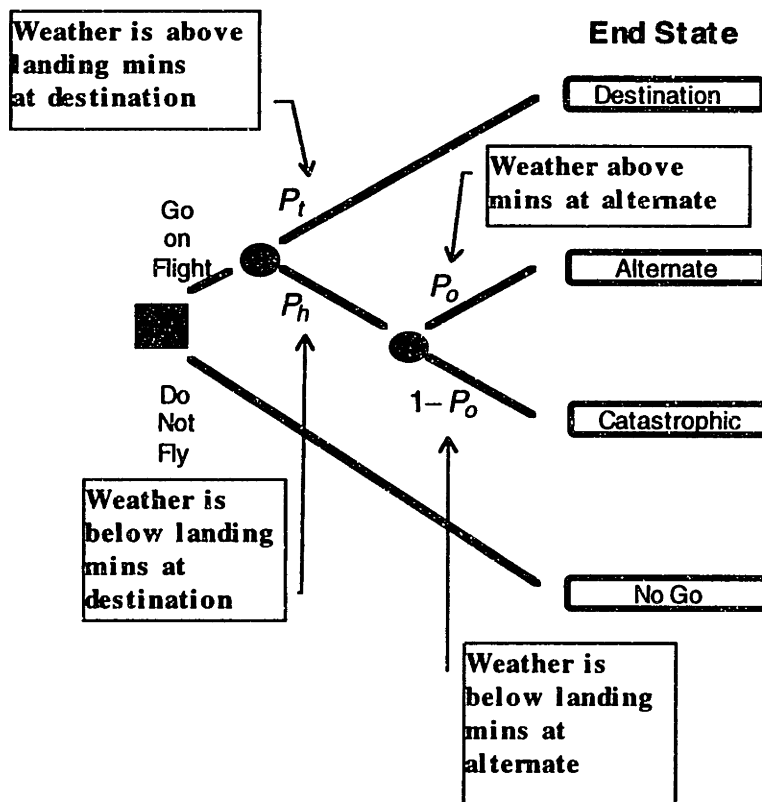 Weather is above
landing mins
at destination
End State
Destination
Weather above
mins at alternate
Go
on
Flight
P_t
P_h
P_o
Alternate
1– P_o
Catastrophic
Do
Not
Fly
Weather is
below landing
mins at
destination
No Go
Weather is
below landing
mins at
alternate